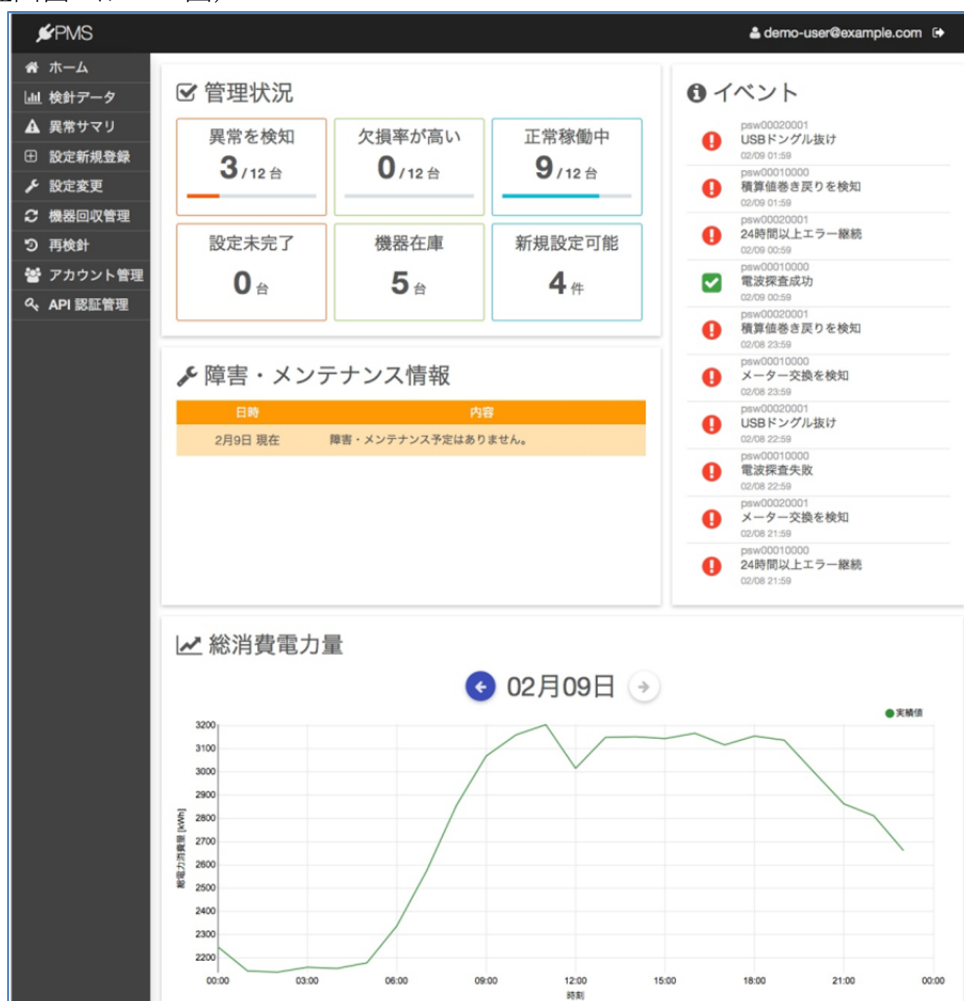 PMS
demo-user@example.com
ホーム
検針データ
異常サマリ
設定新規登録
設定変更
機器回収管理
再検針
アカウント管理
API 認証管理
管理状況
異常を検知
3 /12 台
欠損率が高い
0 /12 台
正常稼働中
9 /12 台
設定未完了
0 台
機器在庫
5 台
新規設定可能
4 件
障害・メンテナンス情報
日時 内容
2月9日 現在 障害・メンテナンス予定はありません。
イベント
psw00020001
USBドングル抜け
02/09 01:59
psw00010000
積算値巻き戻りを検知
02/09 01:59
psw00020001
24時間以上エラー継続
02/09 00:59
psw00010000
電波探査成功
02/09 00:59
psw00020001
積算値巻き戻りを検知
02/08 23:59
psw00010000
メーター交換を検知
02/08 23:59
psw00020001
USBドングル抜け
02/08 22:59
psw00010000
電波探査失敗
02/08 22:59
psw00020001
メーター交換を検知
02/08 21:59
psw00010000
24時間以上エラー継続
02/08 21:59
総消費電力量
02月09日
実績値
総電力消費量 [kWh]
3200
3100
3000
2900
2800
2700
2600
2500
2400
2300
2200
00:00 03:00 06:00 09:00 12:00 15:00 18:00 21:00 00:00
時刻